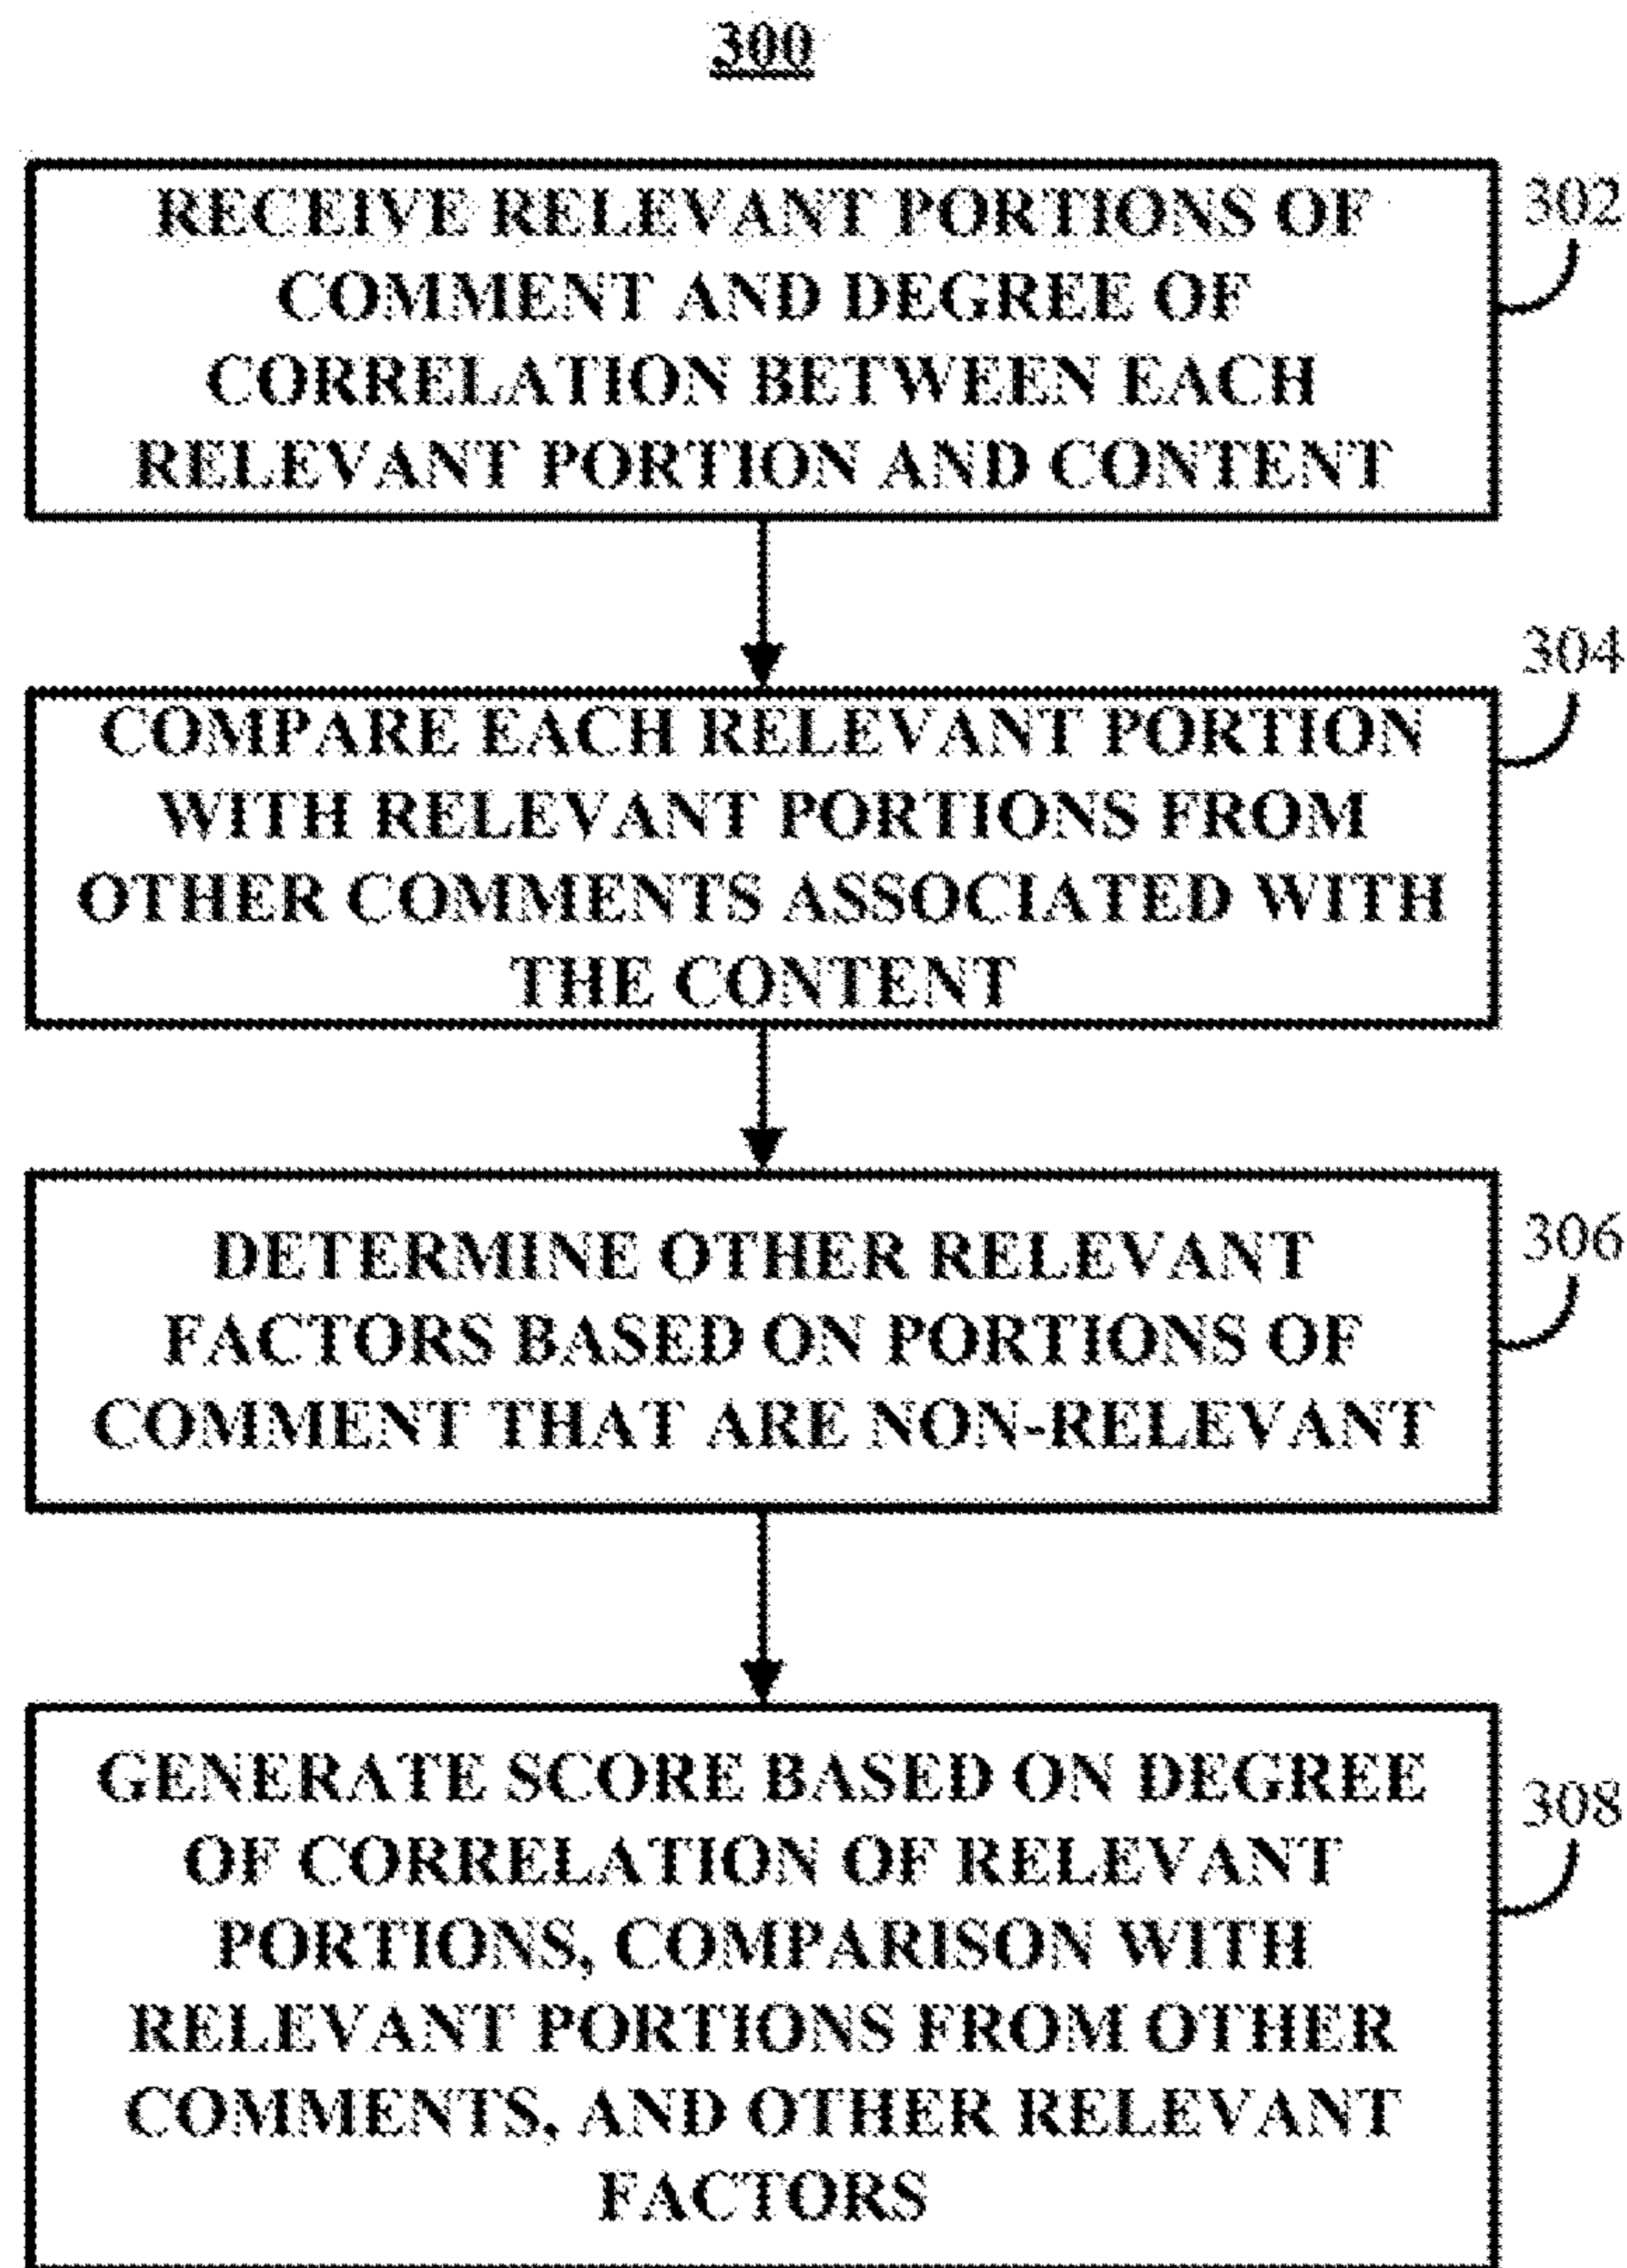 300
RECEIVE RELEVANT PORTIONS OF
COMMENT AND DEGREE OF
CORRELATION BETWEEN EACH
RELEVANT PORTION AND CONTENT
302
COMPARE EACH RELEVANT PORTION
WITH RELEVANT PORTIONS FROM
OTHER COMMENTS ASSOCIATED WITH
THE CONTENT
304
DETERMINE OTHER RELEVANT
FACTORS BASED ON PORTIONS OF
COMMENT THAT ARE NON-RELEVANT
306
GENERATE SCORE BASED ON DEGREE
OF CORRELATION OF RELEVANT
PORTIONS, COMPARISON WITH
RELEVANT PORTIONS FROM OTHER
COMMENTS, AND OTHER RELEVANT
FACTORS
308